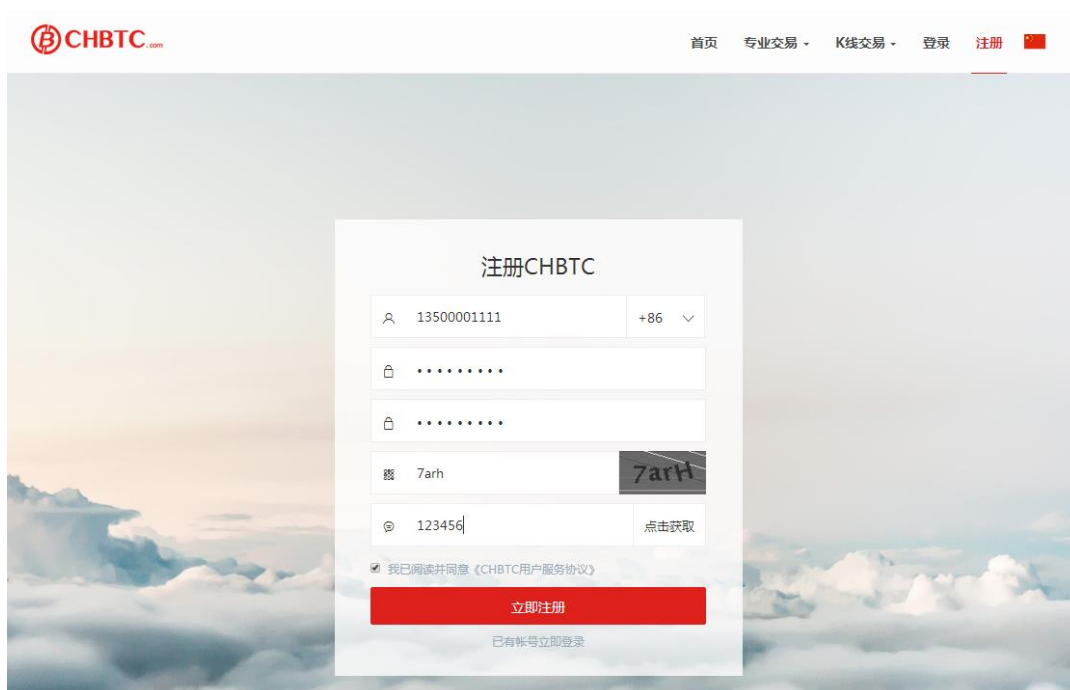 CHBTC.com
首页 专业交易 K线交易 登录 注册
注册CHBTC
13500001111 +86
•••••••••
•••••••••
7arh 7arH
123456 点击获取
我已阅读并同意《CHBTC用户服务协议》
立即注册
已有帐号立即登录